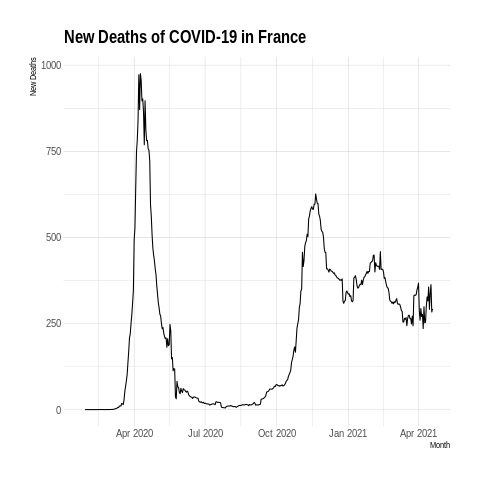 New Deaths of COVID-19 in France
New Deaths
1000
750
500
250
0
Apr 2020
Jul 2020
Oct 2020
Jan 2021
Apr 2021
Month